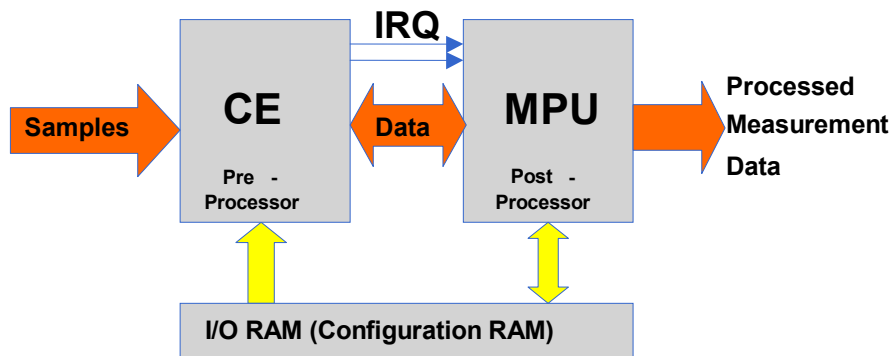 IRQ
Samples
CE
Pre -
Processor
Data
MPU
Post -
Processor
Processed
Measurement
Data
I/O RAM (Configuration RAM)